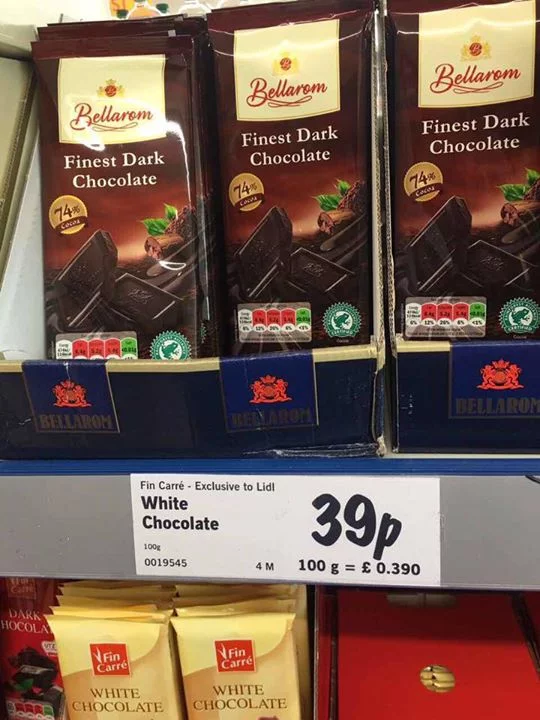 Bellarom
Finest Dark
Chocolate
74%
Cocoa
Bellarom
Finest Dark
Chocolate
74%
Cocoa
Bellarom
Finest Dark
Chocolate
74%
Cocoa
CERTIFIED
BELLAROM
BELLAROM
BELLAROM
Fin Carré - Exclusive to Lidl
White
Chocolate
39p
100g
0019545
4 M
100 g = £ 0.390
DARK
Fin
Carré
WHITE
CHOCOLATE
Fin
Carré
WHITE
CHOCOLATE